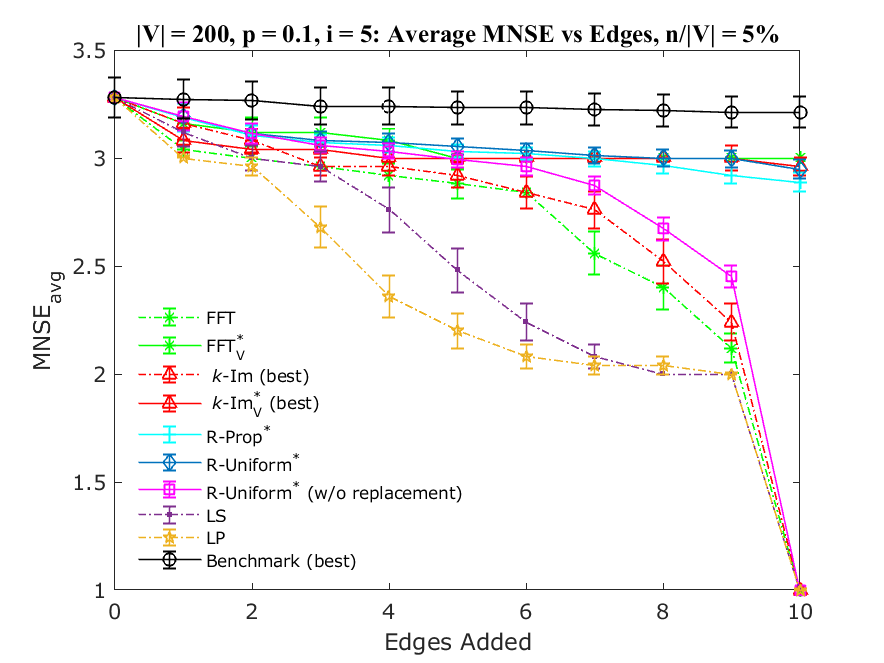 |V| = 200, p = 0.1, i = 5: Average MNSE vs Edges, n/|V| = 5%
3.5
3
2.5
2
1.5
1
MNSE_avg
FFT
FFT*_V
k-Im (best)
k-Im*_V (best)
R-Prop*
R-Uniform*
R-Uniform* (w/o replacement)
LS
LP
Benchmark (best)
0 2 4 6 8 10
Edges Added